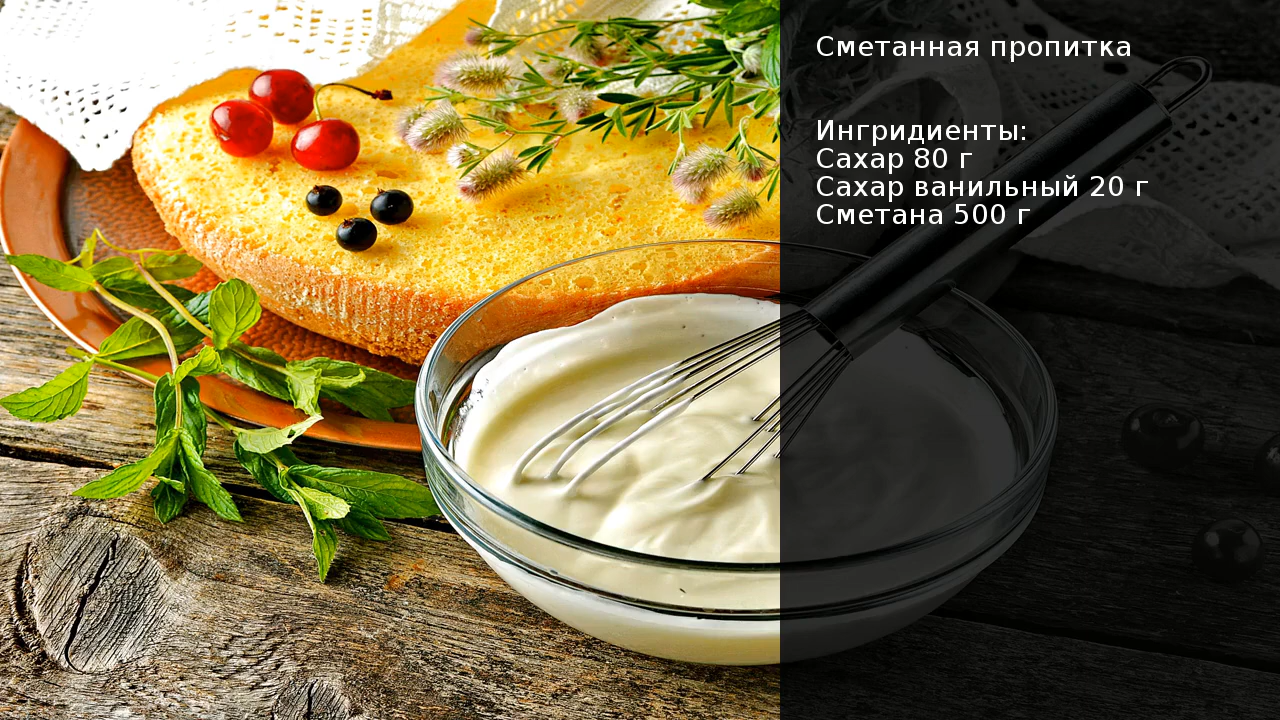 Сметанная пропитка
Ингридиенты:
Сахар 80 г
Сахар ванильный 20 г
Сметана 500 г